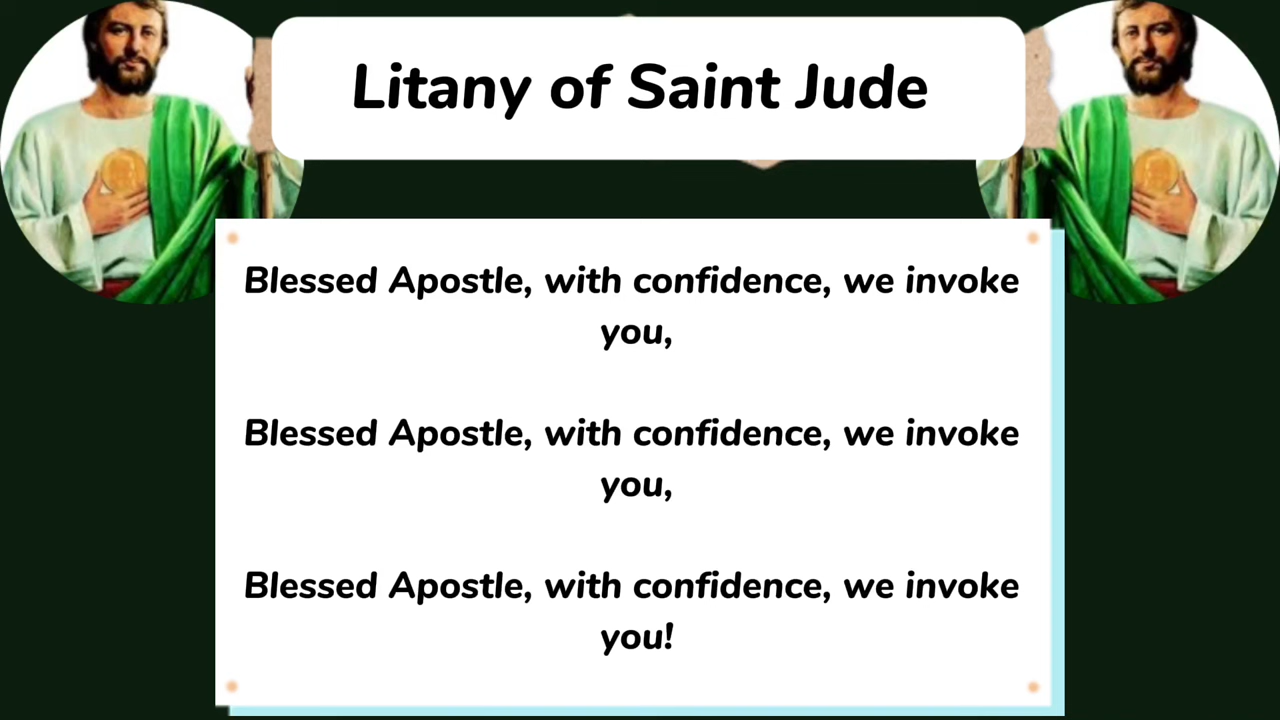 Litany of Saint Jude
Blessed Apostle, with confidence, we invoke
you,
Blessed Apostle, with confidence, we invoke
you,
Blessed Apostle, with confidence, we invoke
you!